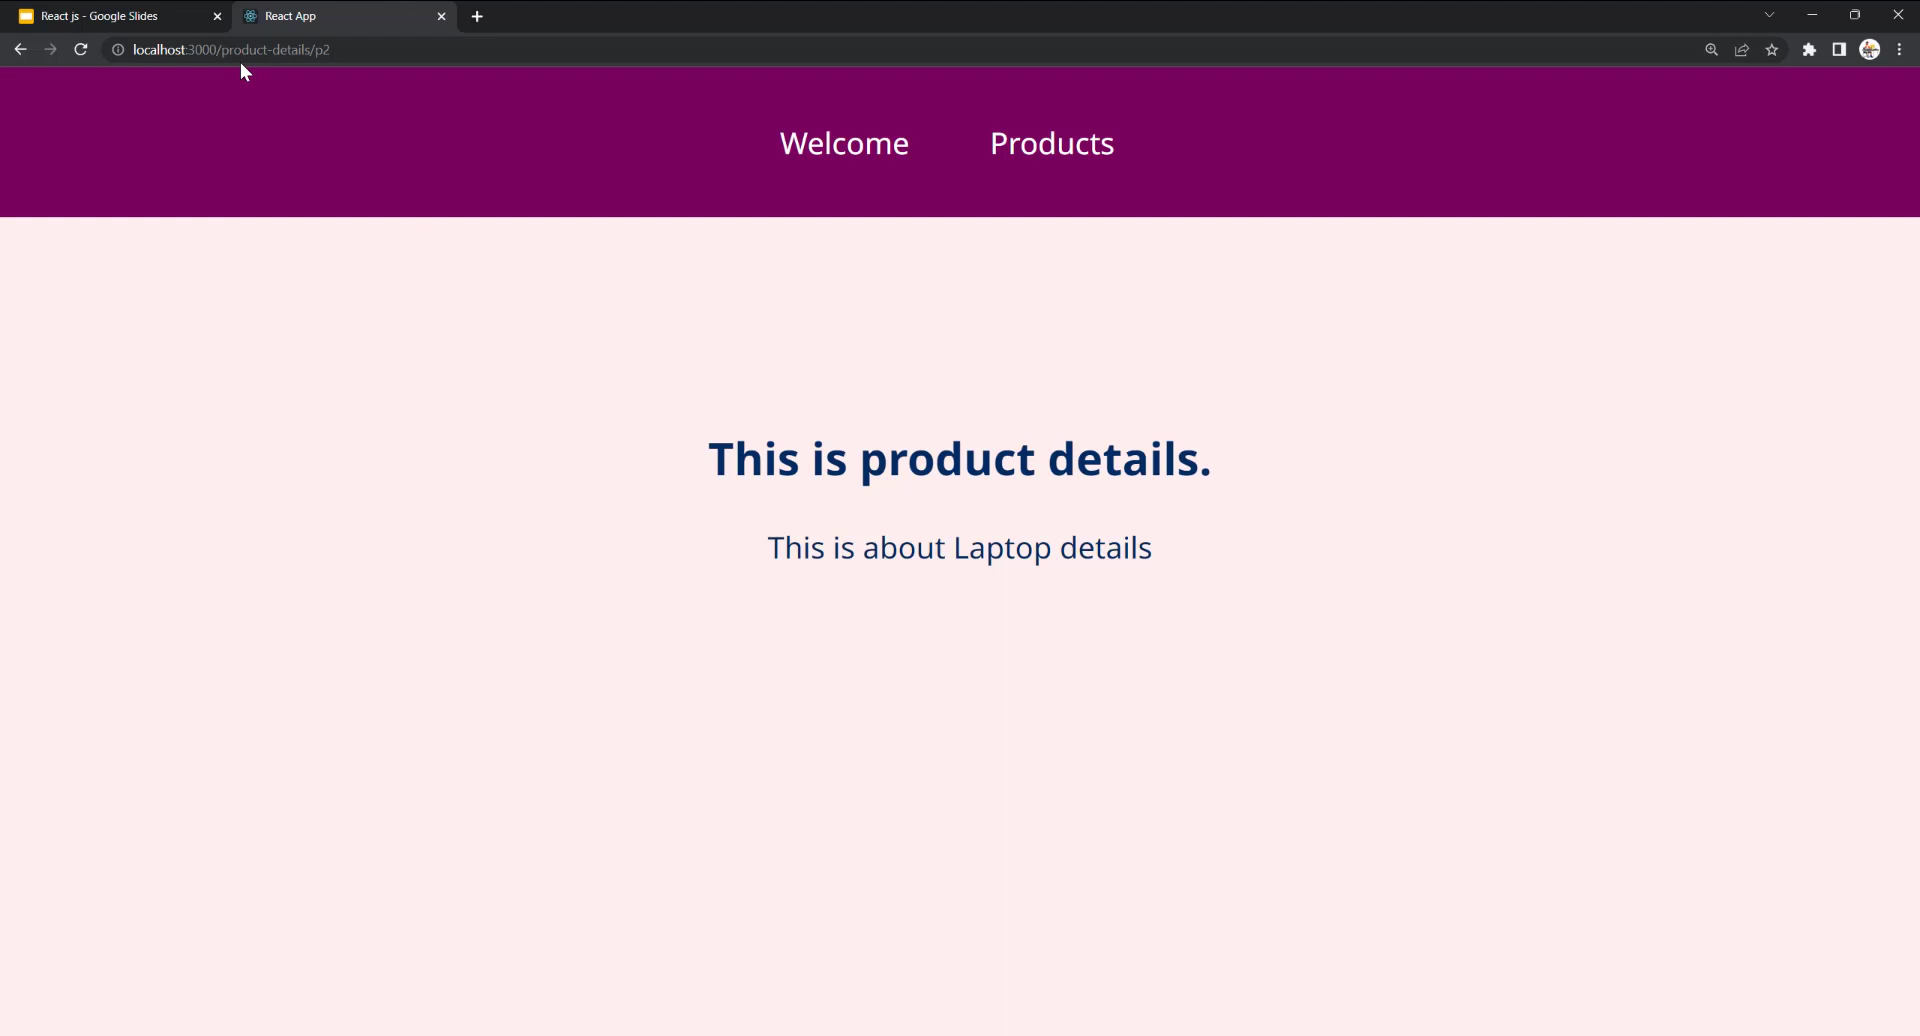 React js - Google Slides
React App
localhost:3000/product-details/p2
Welcome
Products
This is product details.
This is about Laptop details